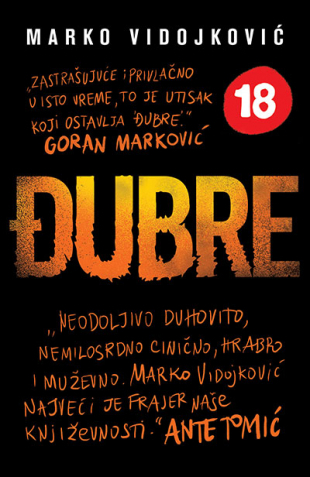 MARKO VIDOJKOVIĆ
„ZASTRAŠUJUĆE i PRIVLAČNO
U ISTO VREME, TO JE UTISAK
KOJI OSTAVLJA 'ĐUBRE'.“
GORAN MARKOVIĆ
18
ĐUBRE
„NEODOLJIVO DUHOVITO,
NEMILOSRDNO CINIČNO, HRABRO
I MUŽEVNO. MARKO VIDOJKOVIĆ
NAJVEĆI JE FRAJER NAŠE
KNJIŽEVNOSTI.“ ANTE TOMIĆ